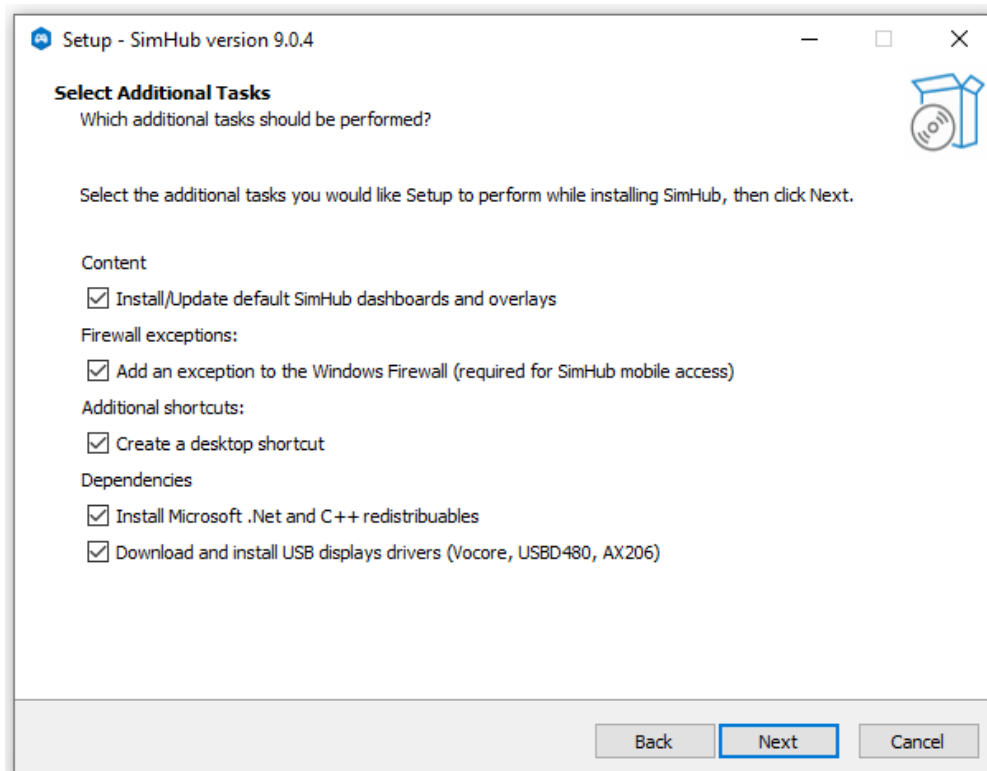 Setup - SimHub version 9.0.4
Select Additional Tasks
Which additional tasks should be performed?
Select the additional tasks you would like Setup to perform while installing SimHub, then click Next.
Content
Install/Update default SimHub dashboards and overlays
Firewall exceptions:
Add an exception to the Windows Firewall (required for SimHub mobile access)
Additional shortcuts:
Create a desktop shortcut
Dependencies
Install Microsoft .Net and C++ redistribuables
Download and install USB displays drivers (Vocore, USBD480, AX206)
Back Next Cancel